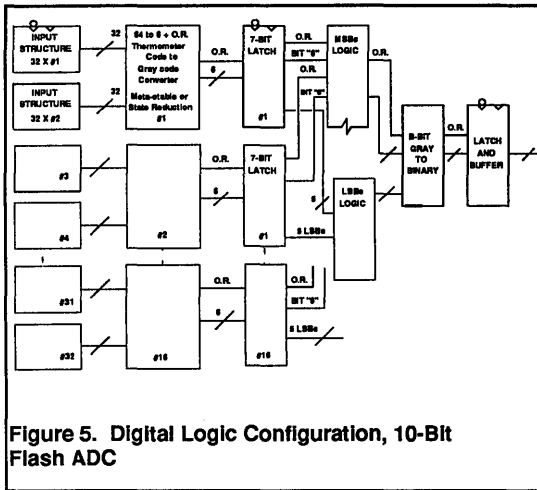 INPUT
STRUCTURE
32 X #1
32
64 to 6 + O.R.
Thermometer
Code to
Gray code
Converter
Meta-stable or
State Reduction
#1
O.R.
6
7-BIT
LATCH
#1
O.R.
BIT "6"
O.R.
BIT "6"
MSBs
LOGIC
O.R.
INPUT
STRUCTURE
32 X #2
32
8-BIT
GRAY
TO
BINARY
O.R.
LATCH
AND
BUFFER
#3
#4
#2
O.R.
6
7-BIT
LATCH
#1
6
5 LSBs
LSBs
LOGIC
#31
#32
#16
O.R.
6
#16
O.R.
BIT "6"
5 LSBs
Figure 5. Digital Logic Configuration, 10-Bit
Flash ADC